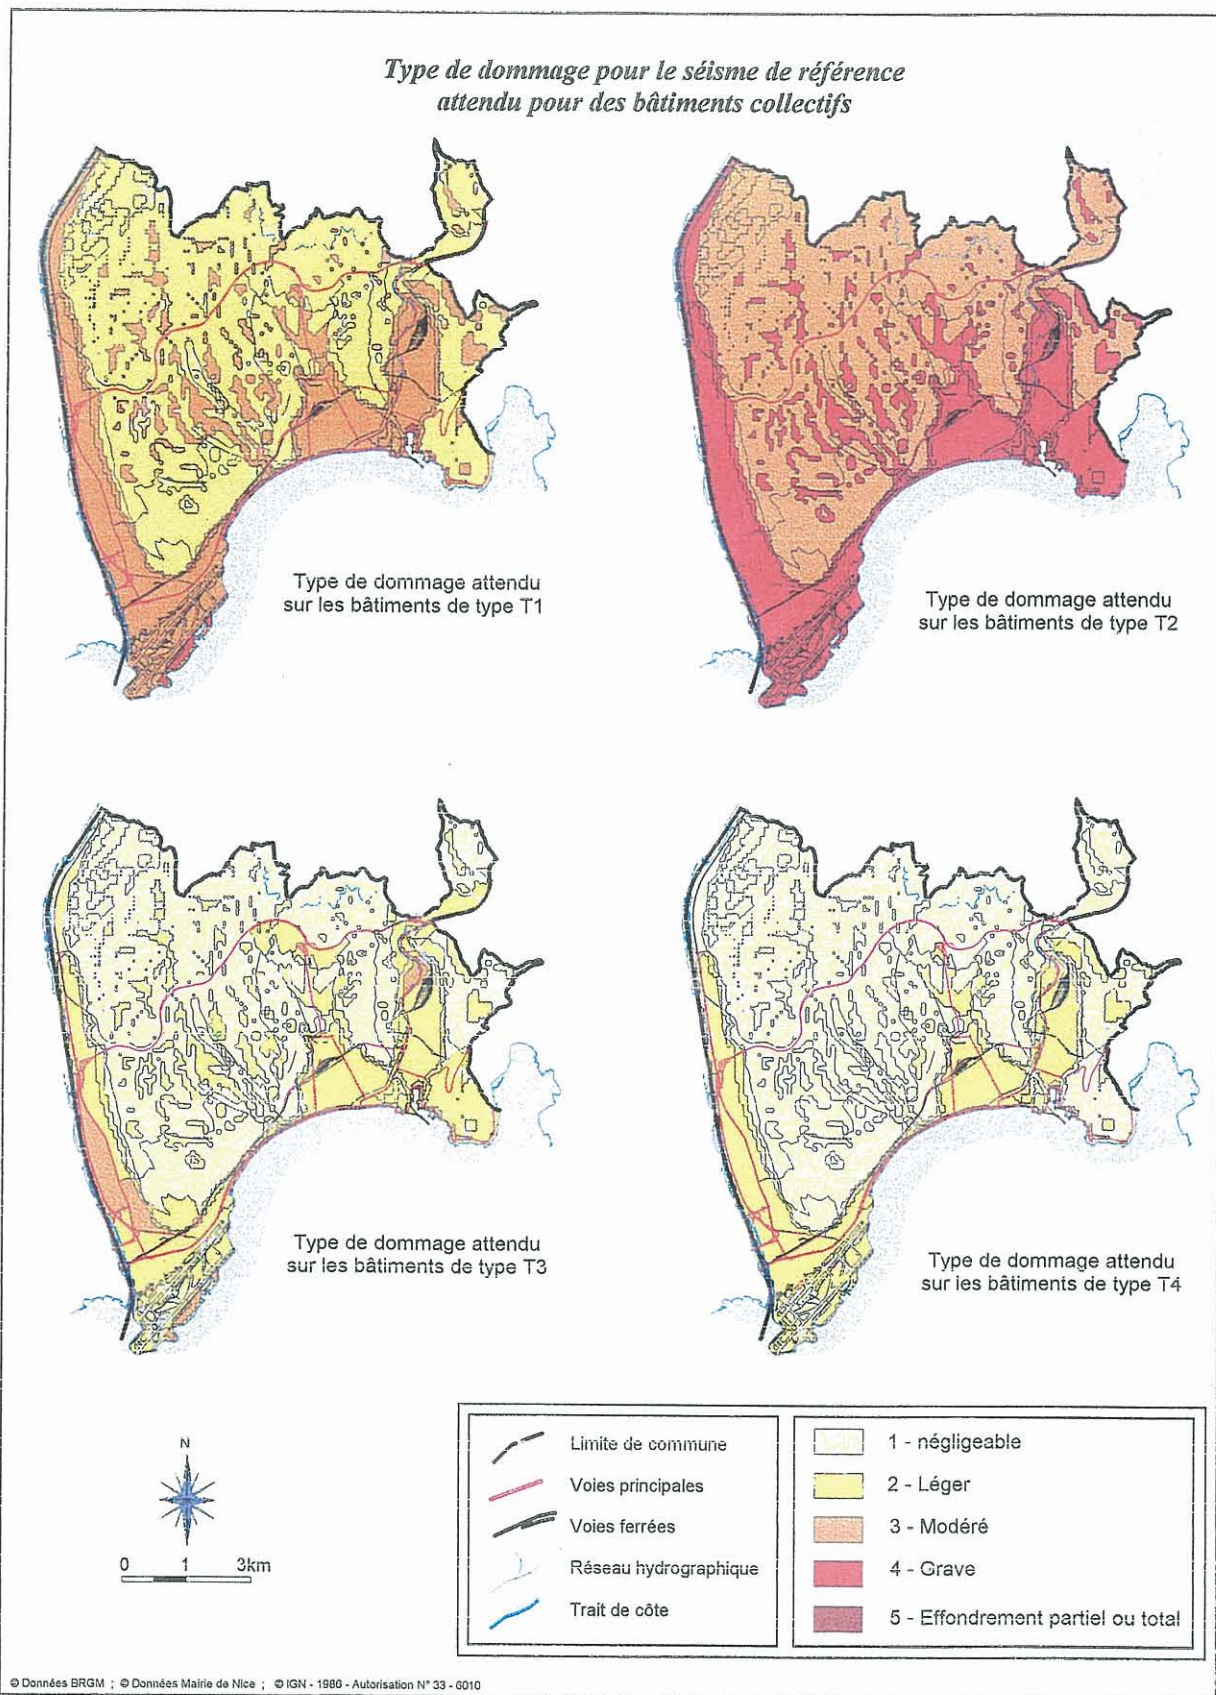 Type de dommage pour le séisme de référence
attendu pour des bâtiments collectifs
Type de dommage attendu
sur les bâtiments de type T1
Type de dommage attendu
sur les bâtiments de type T2
Type de dommage attendu
sur les bâtiments de type T3
Type de dommage attendu
sur les bâtiments de type T4
N
0 1 3km
Limite de commune
Voies principales
Voies ferrées
Réseau hydrographique
Trait de côte
1 - négligeable
2 - Léger
3 - Modéré
4 - Grave
5 - Effondrement partiel ou total
© Données BRGM ; © Données Mairie de Nice ; © IGN - 1986 - Autorisation N° 33 - 6010